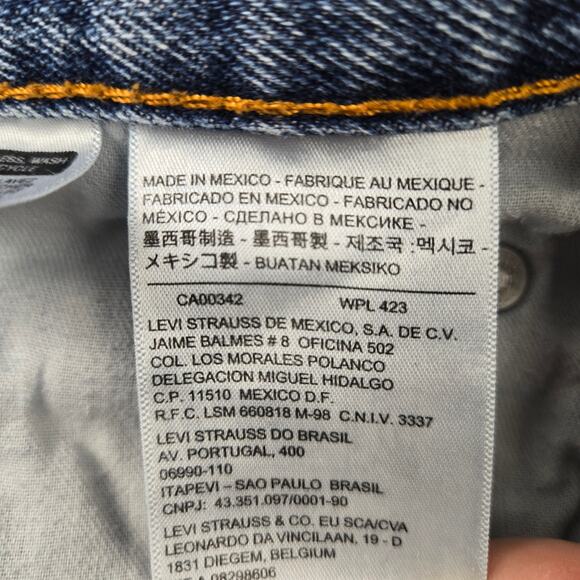 LESS, WASH
CYCLE
MADE IN MEXICO - FABRIQUE AU MEXIQUE -
FABRICADO EN MEXICO - FABRICADO NO
MÉXICO - СДЕЛАНО В МЕКСИКЕ -
墨西哥制造 - 墨西哥製 - 제조국 :멕시코 -
メキシコ製 - BUATAN MEKSIKO
CA00342 WPL 423
LEVI STRAUSS DE MEXICO, S.A. DE C.V.
JAIME BALMES # 8 OFICINA 502
COL. LOS MORALES POLANCO
DELEGACION MIGUEL HIDALGO
C.P. 11510 MEXICO D.F.
R.F.C. LSM 660818 M-98 C.N.I.V. 3337
LEVI STRAUSS DO BRASIL
AV. PORTUGAL, 400
06990-110
ITAPEVI – SAO PAULO BRASIL
CNPJ: 43.351.097/0001-90
LEVI STRAUSS & CO. EU SCA/CVA
LEONARDO DA VINCILAAN, 19 - D
1831 DIEGEM, BELGIUM
08298606